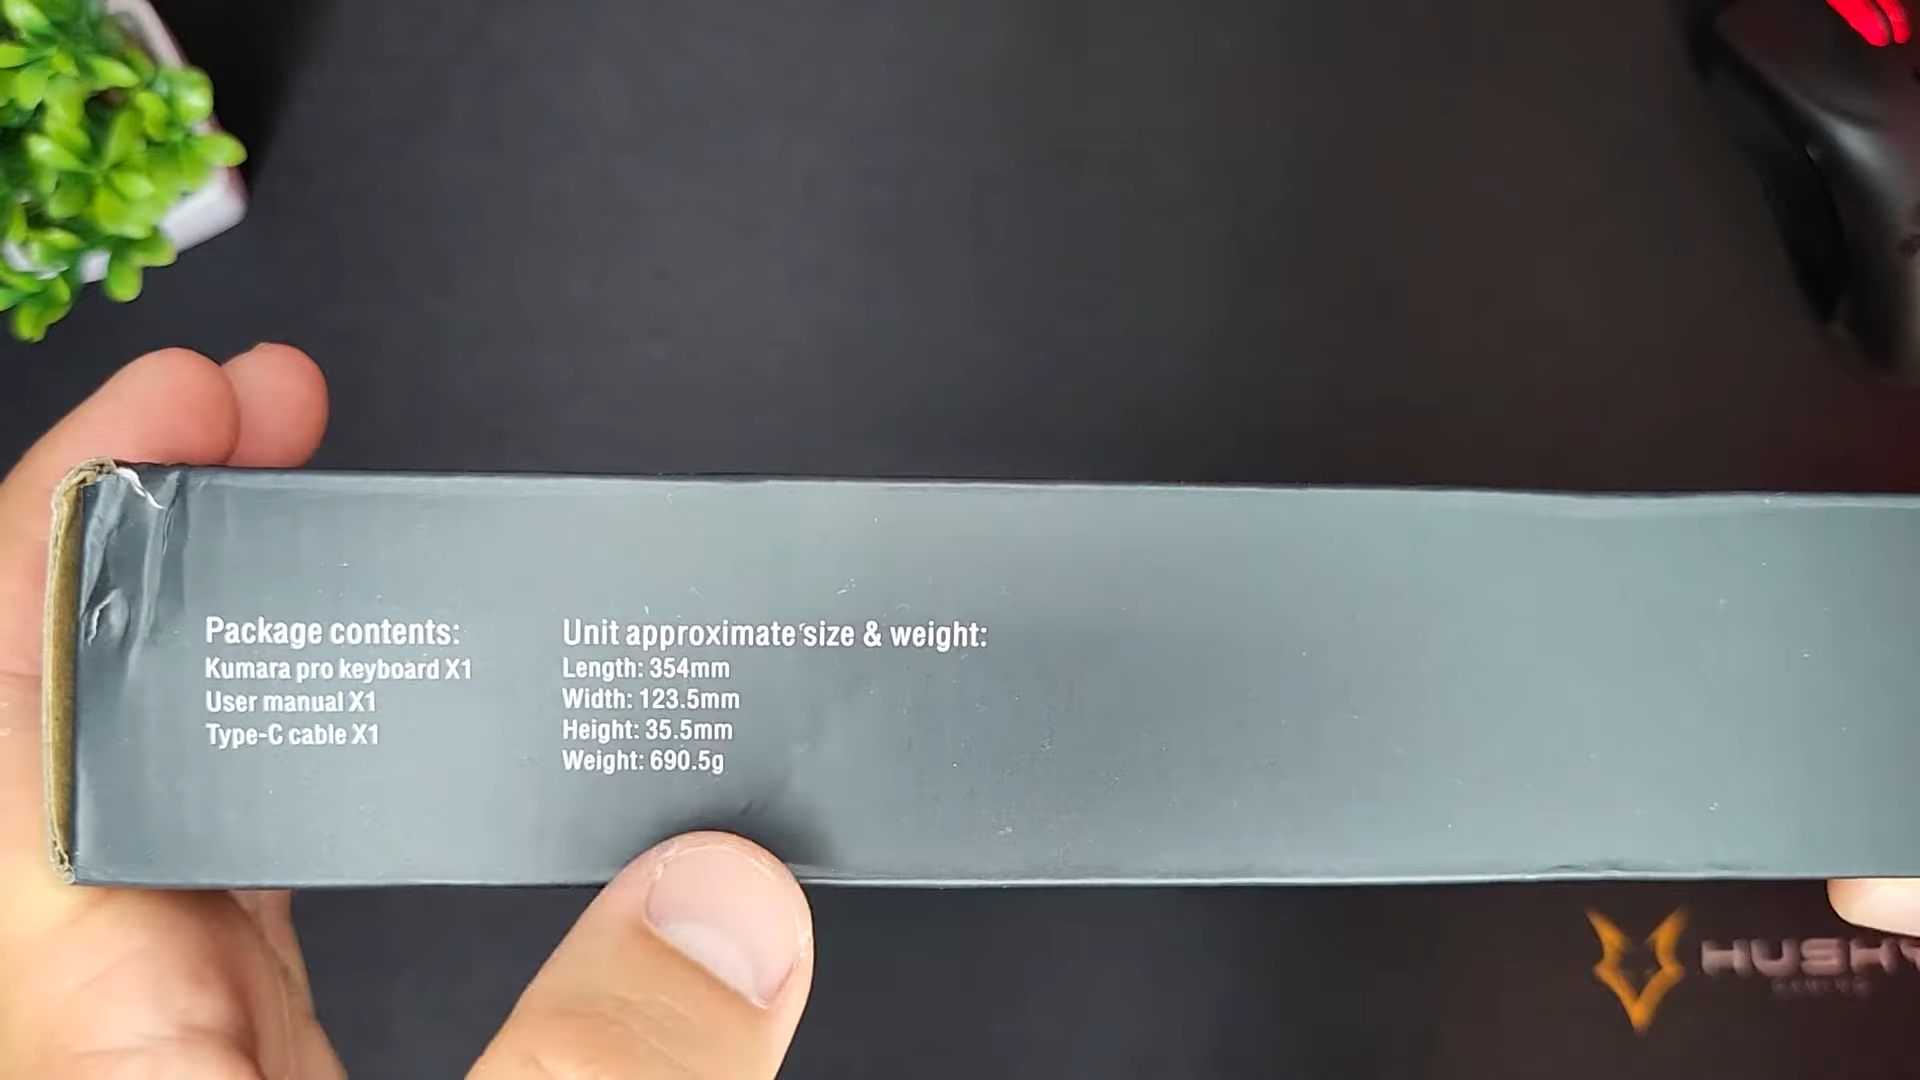 Package contents:
Kumara pro keyboard X1
User manual X1
Type-C cable X1
Unit approximate size & weight:
Length: 354mm
Width: 123.5mm
Height: 35.5mm
Weight: 690.5g
HUSKY
GAMING